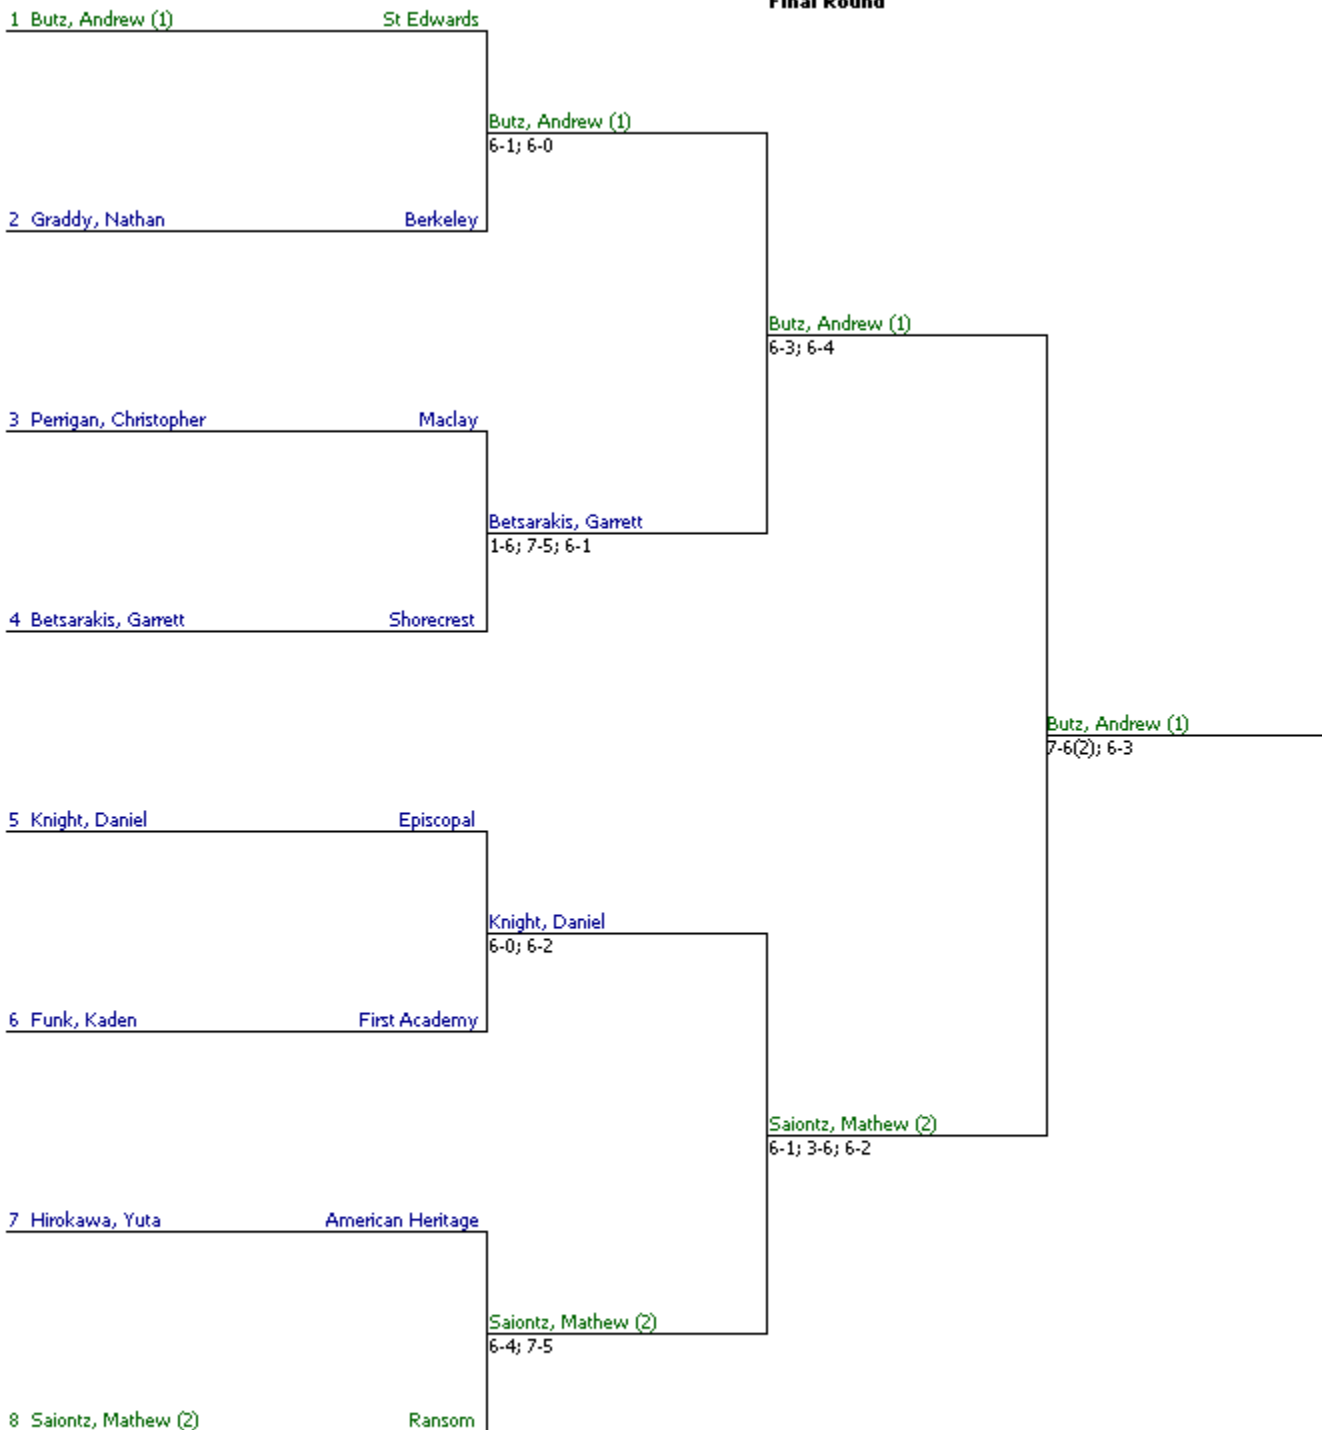 Final Round
1 Butz, Andrew (1) St Edwards
Butz, Andrew (1)
6-1; 6-0
2 Graddy, Nathan Berkeley
Butz, Andrew (1)
6-3; 6-4
3 Perrigan, Christopher Maclay
Betsarakis, Garrett
1-6; 7-5; 6-1
4 Betsarakis, Garrett Shorecrest
Butz, Andrew (1)
7-6(2); 6-3
5 Knight, Daniel Episcopal
Knight, Daniel
6-0; 6-2
6 Funk, Kaden First Academy
Saiontz, Mathew (2)
6-1; 3-6; 6-2
7 Hirokawa, Yuta American Heritage
Saiontz, Mathew (2)
6-4; 7-5
8 Saiontz, Mathew (2) Ransom